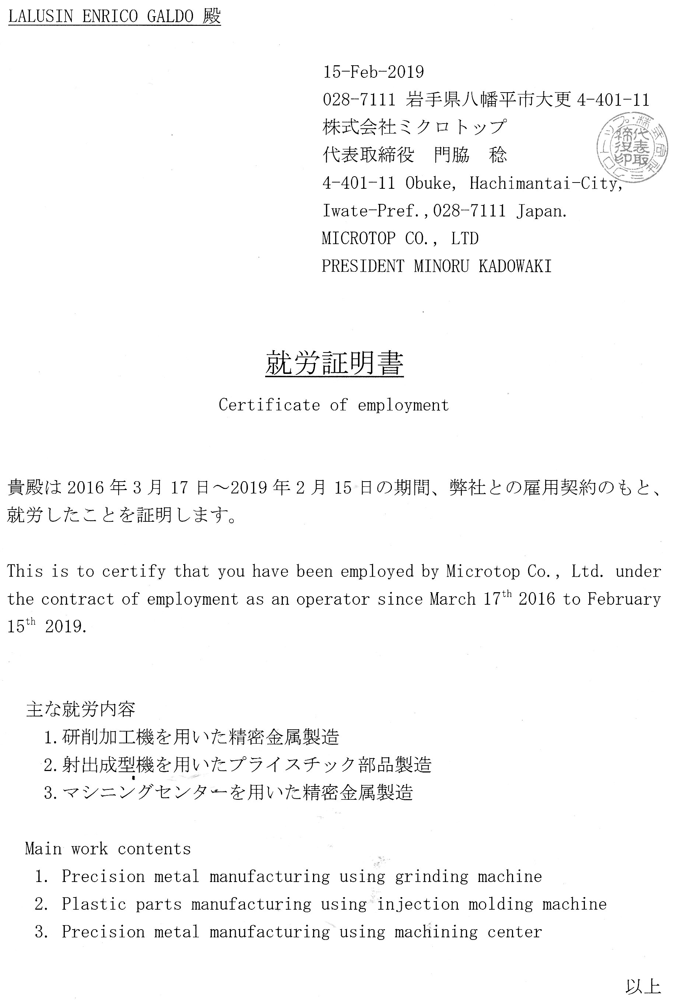 LALUSIN ENRICO GALDO 殿
15-Feb-2019
028-7111 岩手県八幡平市大更 4-401-11
株式会社ミクロトップ
代表取締役　門脇　稔
4-401-11 Obuke, Hachimantai-City,
Iwate-Pref.,028-7111 Japan.
MICROTOP CO., LTD
PRESIDENT MINORU KADOWAKI
ミクロトップ・株式會社
代表取締役印
就労証明書
Certificate of employment
貴殿は 2016 年 3 月 17 日～2019 年 2 月 15 日の期間、弊社との雇用契約のもと、
就労したことを証明します。
This is to certify that you have been employed by Microtop Co., Ltd. under
the contract of employment as an operator since March 17th 2016 to February
15th 2019.
主な就労内容
1. 研削加工機を用いた精密金属製造
2. 射出成型機を用いたプライスチック部品製造
3. マシニングセンターを用いた精密金属製造
Main work contents
1. Precision metal manufacturing using grinding machine
2. Plastic parts manufacturing using injection molding machine
3. Precision metal manufacturing using machining center
以上